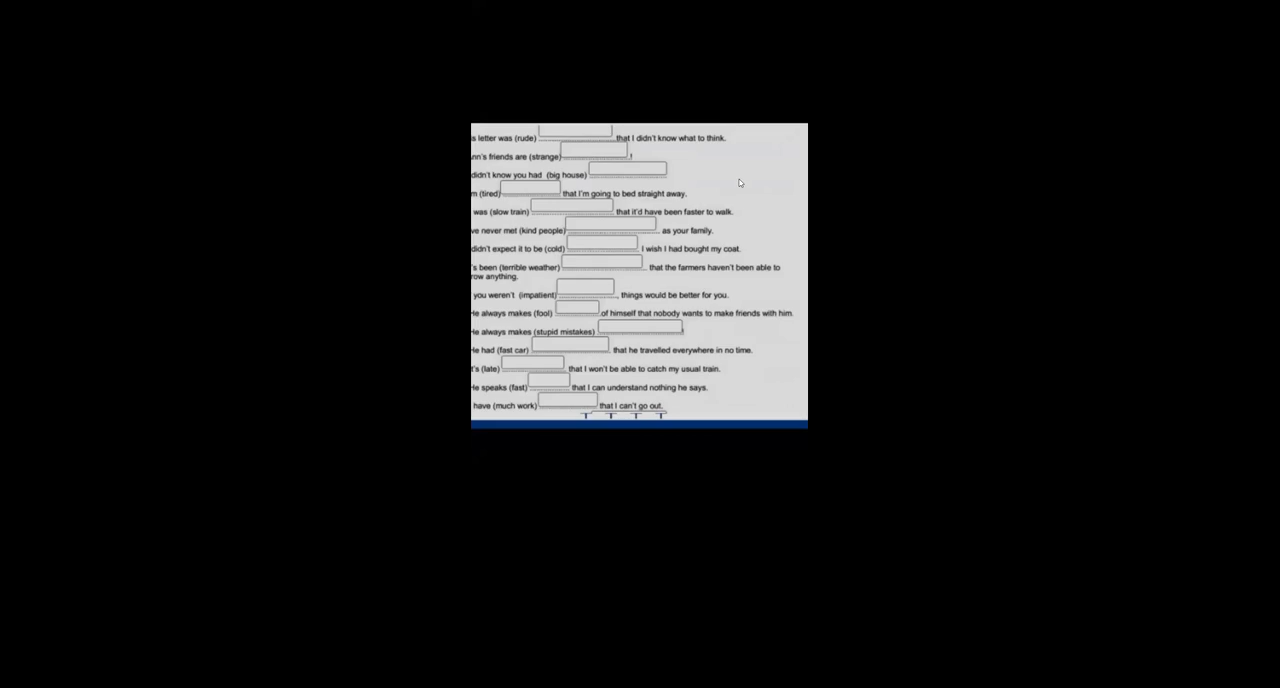 s letter was (rude) that I didn't know what to think.
nn's friends are (strange) !
didn't know you had (big house)
m (tired) that I'm going to bed straight away.
was (slow train) that it'd have been faster to walk.
ve never met (kind people) as your family.
didn't expect it to be (cold) I wish I had bought my coat.
's been (terrible weather) that the farmers haven't been able to
row anything.
you weren't (impatient) , things would be better for you.
He always makes (fool) of himself that nobody wants to make friends with him.
He always makes (stupid mistakes) !
He had (fast car) that he travelled everywhere in no time.
t's (late) that I won't be able to catch my usual train.
He speaks (fast) that I can understand nothing he says.
have (much work) that I can't go out.